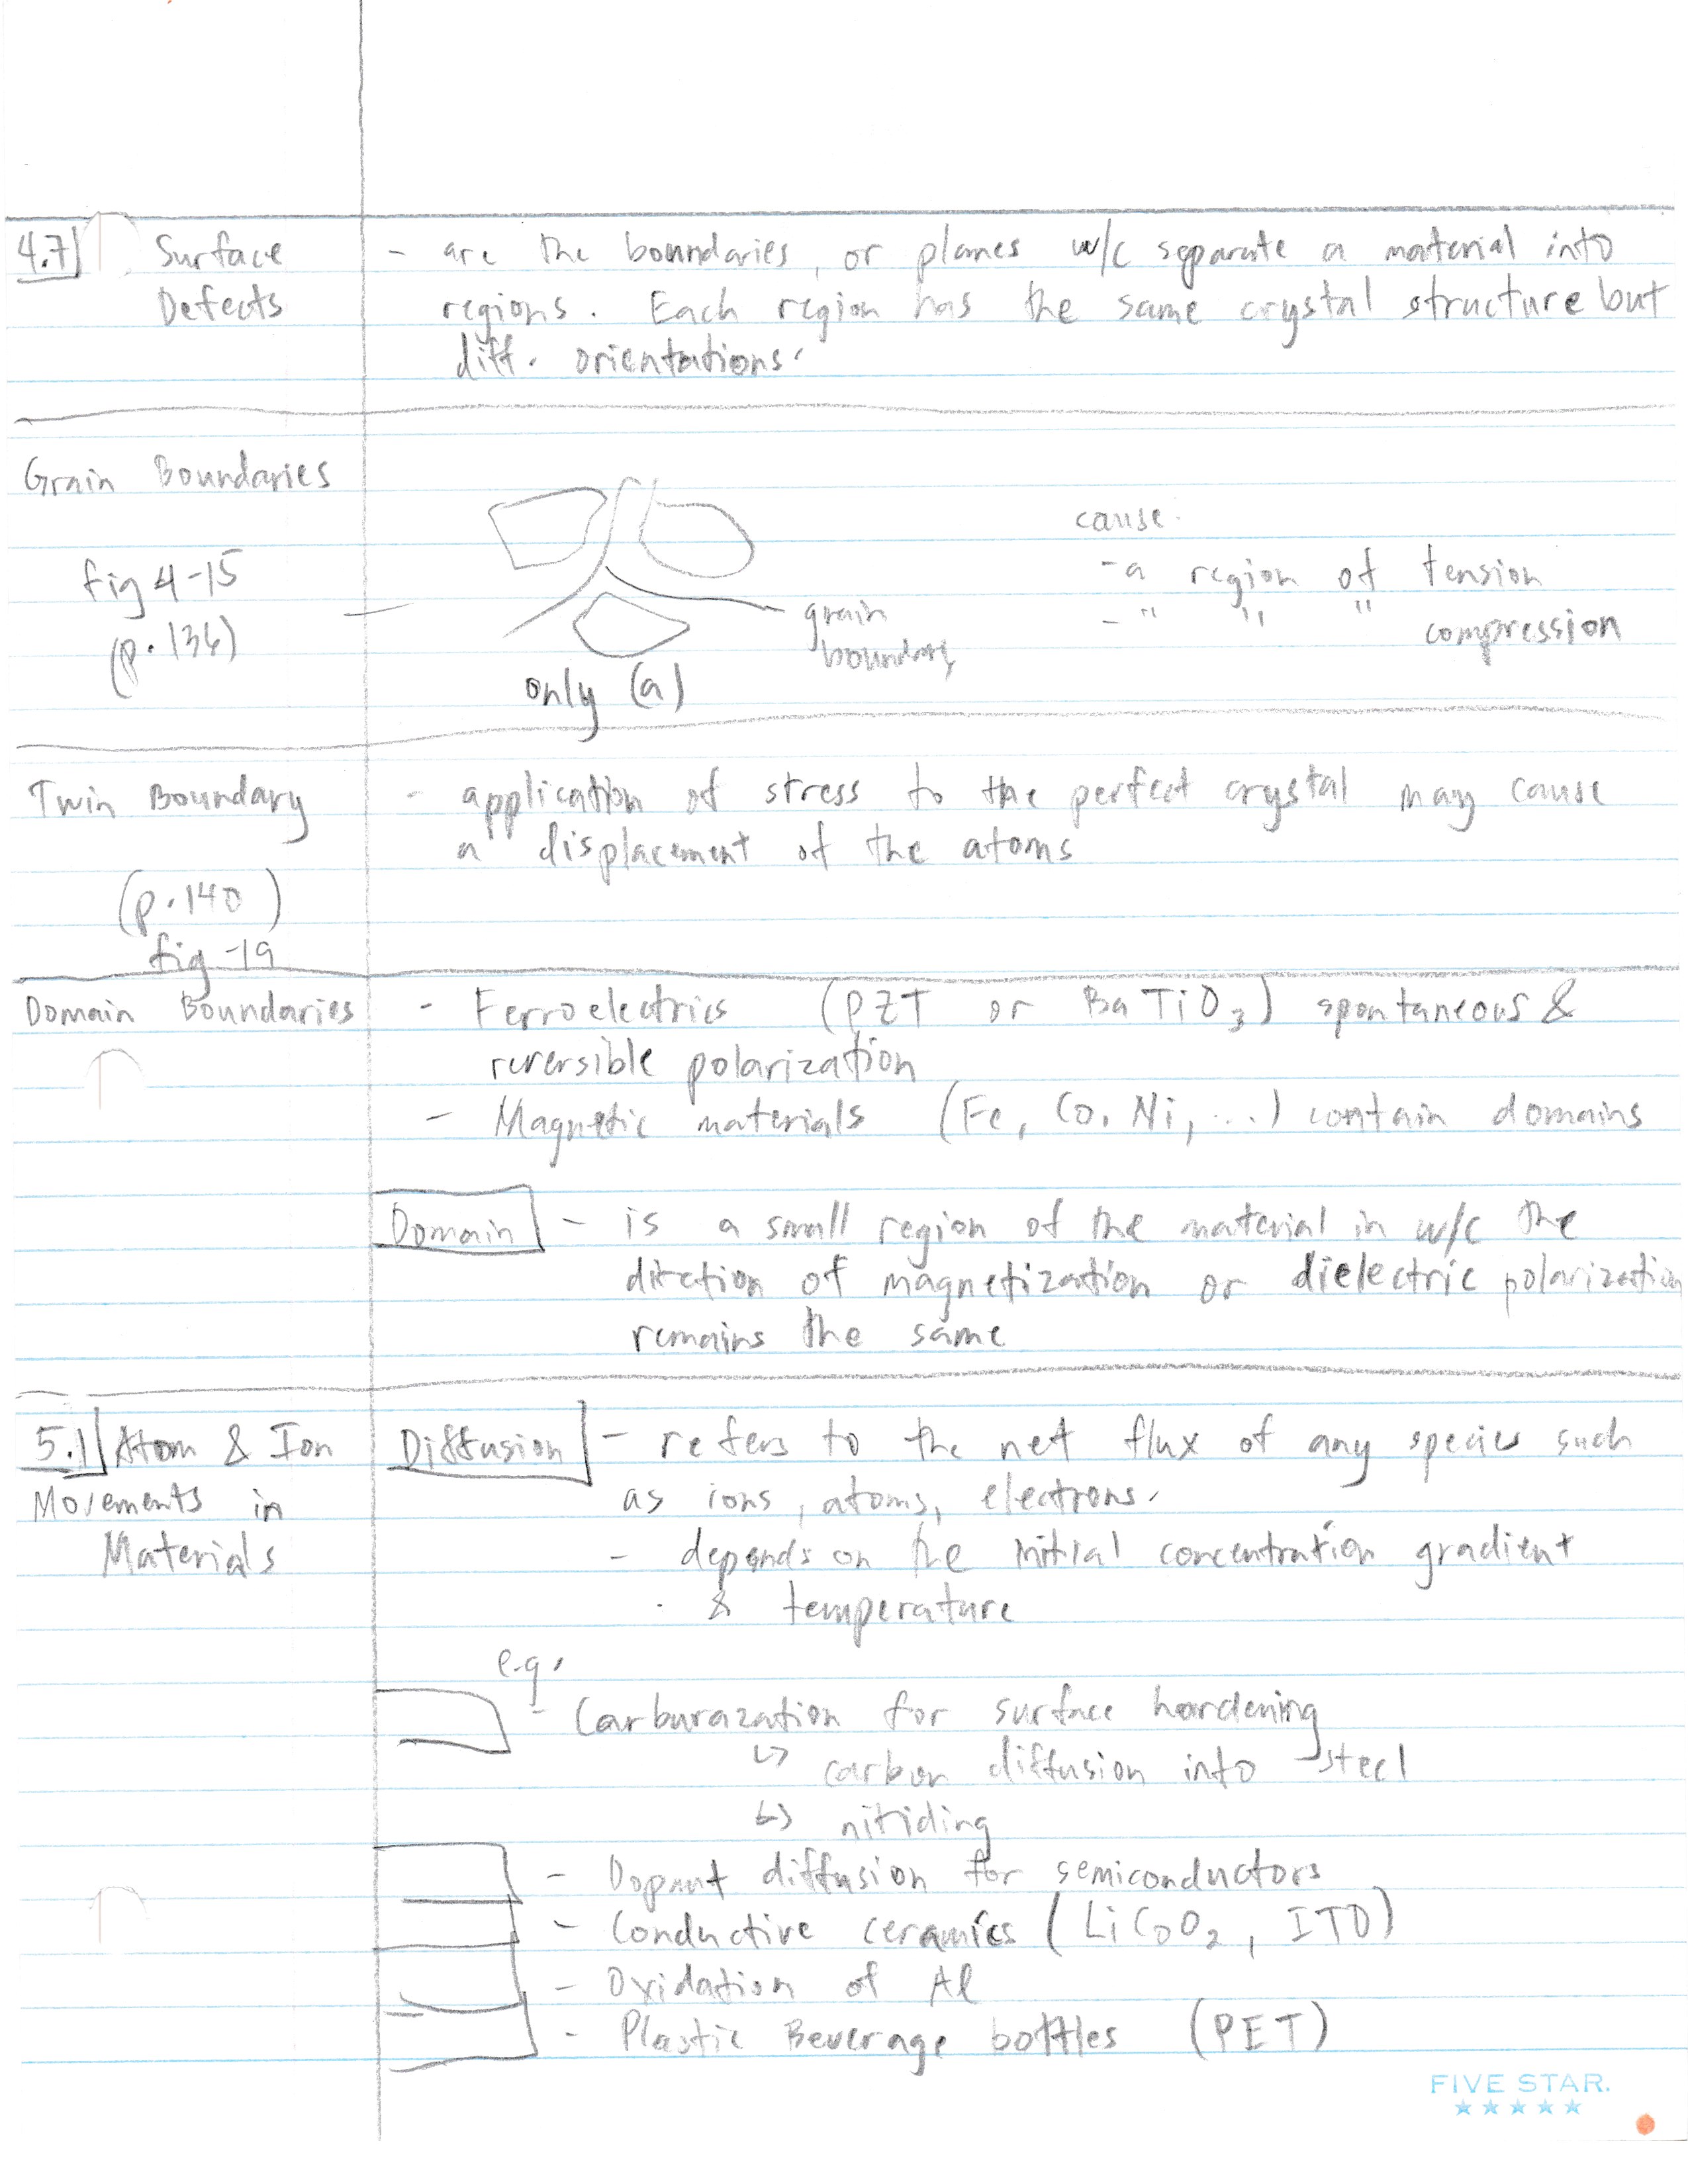 4.7 Surface
Defects
- are the boundaries, or planes w/c separate a material into
regions. Each region has the same crystal structure but
diff. orientations.
Grain Boundaries
fig 4-15
(p. 136)
grain
boundary
only (a)
cause.
- a region of tension
- " " " compression
Twin Boundary
(p. 140)
fig -19
- application of stress to the perfect crystal may cause
a displacement of the atoms
Domain Boundaries
- Ferroelectrics (PZT or BaTiO3) spontaneous &
reversible polarization
- Magnetic materials (Fe, Co, Ni, ...) contain domains
Domain - is a small region of the material in w/c the
diretion of magnetization or dielectric polarization
remains the same
5.1 Atom & Ion
Movements in
Materials
Diffusion - refers to the net flux of any species such
as ions, atoms, electrons.
- depends on the initial concentration gradient
& temperature
e.g.
- Carburazation for surface hardening
↳ carbon diffusion into steel
↳ nitiding
- Dopant diffusion for semiconductors
- Conductive ceramics (LiCoO2, ITO)
- Oxidation of Al
- Plastic Beverage bottles (PET)
FIVE STAR.